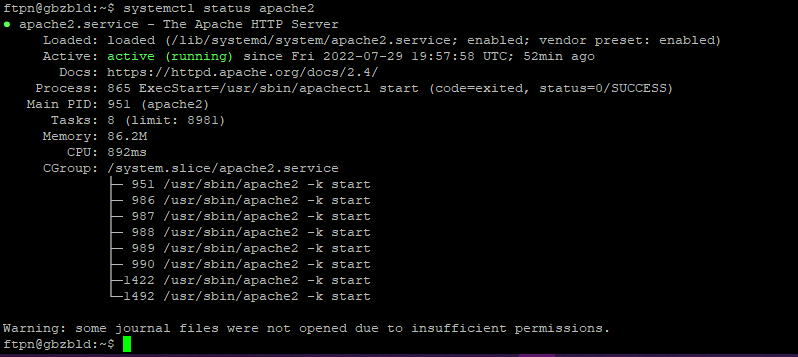 ftpn@gbzbld:~$ systemctl status apache2
● apache2.service - The Apache HTTP Server
     Loaded: loaded (/lib/systemd/system/apache2.service; enabled; vendor preset: enabled)
     Active: active (running) since Fri 2022-07-29 19:57:58 UTC; 52min ago
       Docs: https://httpd.apache.org/docs/2.4/
    Process: 865 ExecStart=/usr/sbin/apachectl start (code=exited, status=0/SUCCESS)
   Main PID: 951 (apache2)
      Tasks: 8 (limit: 8981)
     Memory: 86.2M
        CPU: 892ms
     CGroup: /system.slice/apache2.service
             ├─ 951 /usr/sbin/apache2 -k start
             ├─ 986 /usr/sbin/apache2 -k start
             ├─ 987 /usr/sbin/apache2 -k start
             ├─ 988 /usr/sbin/apache2 -k start
             ├─ 989 /usr/sbin/apache2 -k start
             ├─ 990 /usr/sbin/apache2 -k start
             ├─1422 /usr/sbin/apache2 -k start
             └─1492 /usr/sbin/apache2 -k start
Warning: some journal files were not opened due to insufficient permissions.
ftpn@gbzbld:~$